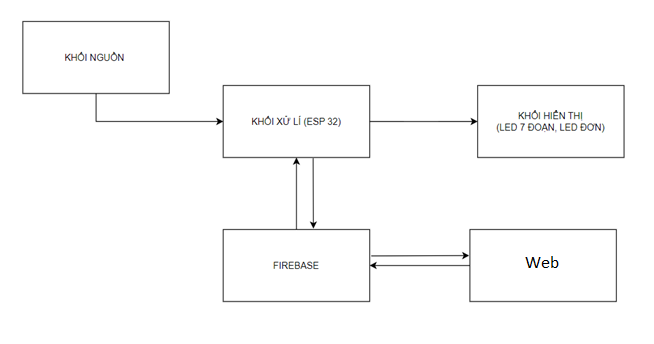 KHỐI NGUỒN
KHỐI XỬ LÍ (ESP 32)
KHỐI HIỂN THỊ
(LED 7 ĐOẠN, LED ĐƠN)
FIREBASE
Web